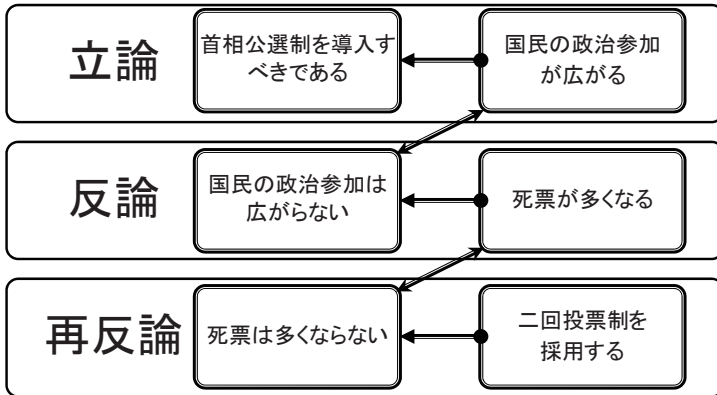 立論
首相公選制を導入す
べきである
国民の政治参加
が広がる
反論
国民の政治参加は
広がらない
死票が多くなる
再反論
死票は多くならない
二回投票制を
採用する